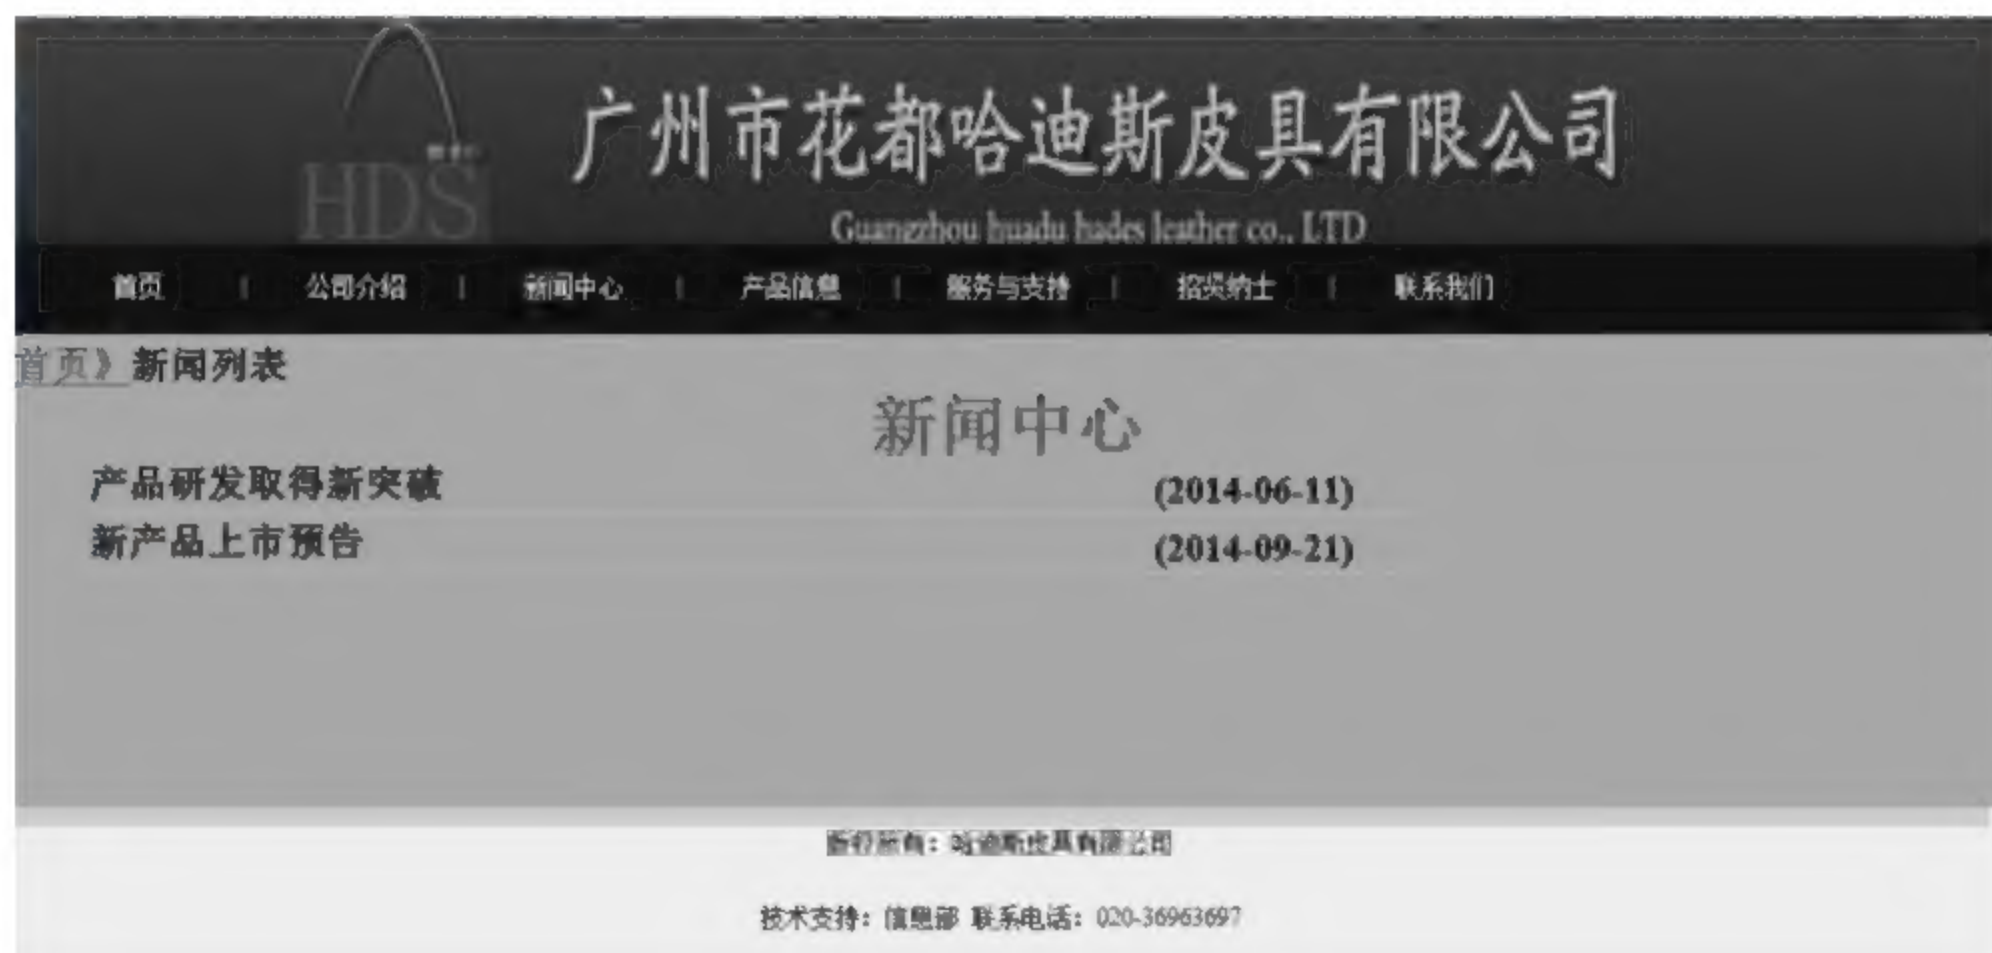 HDS
广州市花都哈迪斯皮具有限公司
Guangzhou huadu hades leather co., LTD
首页 | 公司介绍 | 新闻中心 | 产品信息 | 服务与支持 | 招贤纳士 | 联系我们
首页》新闻列表
新闻中心
产品研发取得新突破 (2014-06-11)
新产品上市预告 (2014-09-21)
版权所有：哈迪斯皮具有限公司
技术支持：信息部 联系电话：020-36963697